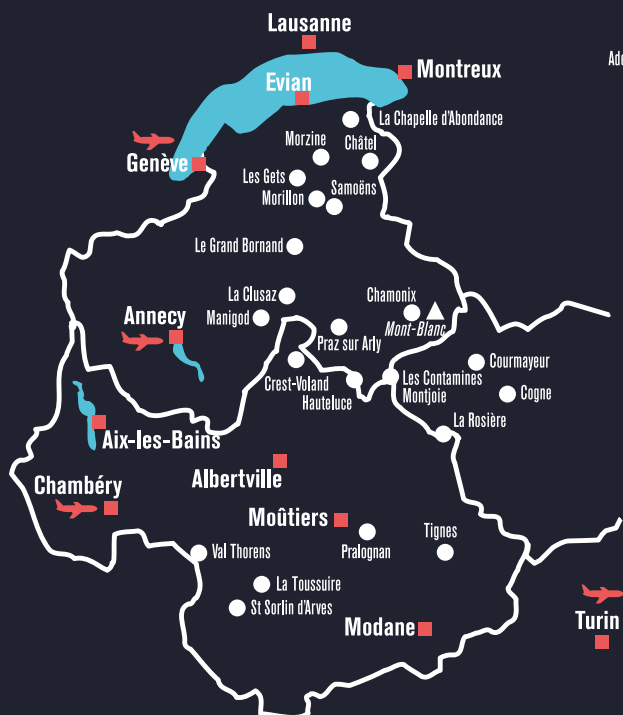 Lausanne
Evian
Montreux
Ade
La Chapelle d'Abondance
Morzine
Châtel
Genève
Les Gets
Morillon
Samoëns
Le Grand Bornand
La Clusaz
Chamonix
Annecy
Manigod
Mont-Blanc
Praz sur Arly
Courmayeur
Crest-Voland
Les Contamines
Montjoie
Hauteluce
Cogne
La Rosière
Aix-les-Bains
Albertville
Chambéry
Moûtiers
Tignes
Val Thorens
Pralognan
La Toussuire
St Sorlin d'Arves
Modane
Turin